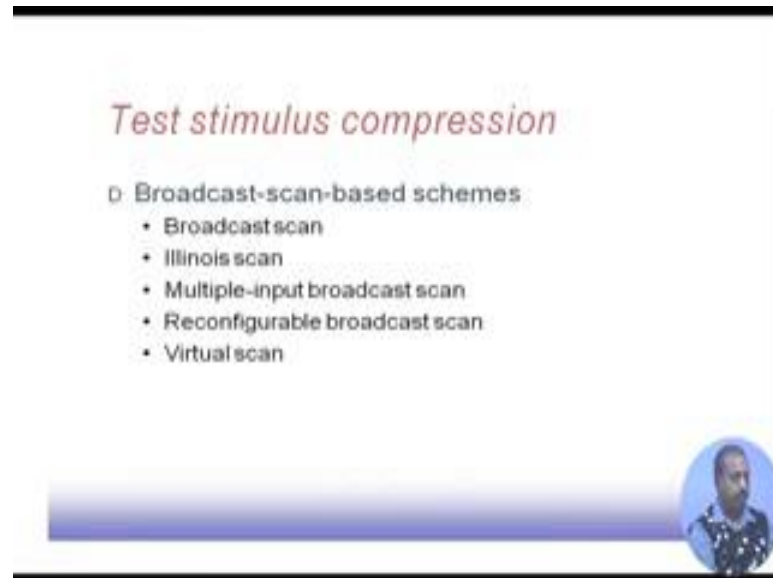 Test stimulus compression
D Broadcast-scan-based schemes
• Broadcast scan
• Illinois scan
• Multiple-input broadcast scan
• Reconfigurable broadcast scan
• Virtual scan